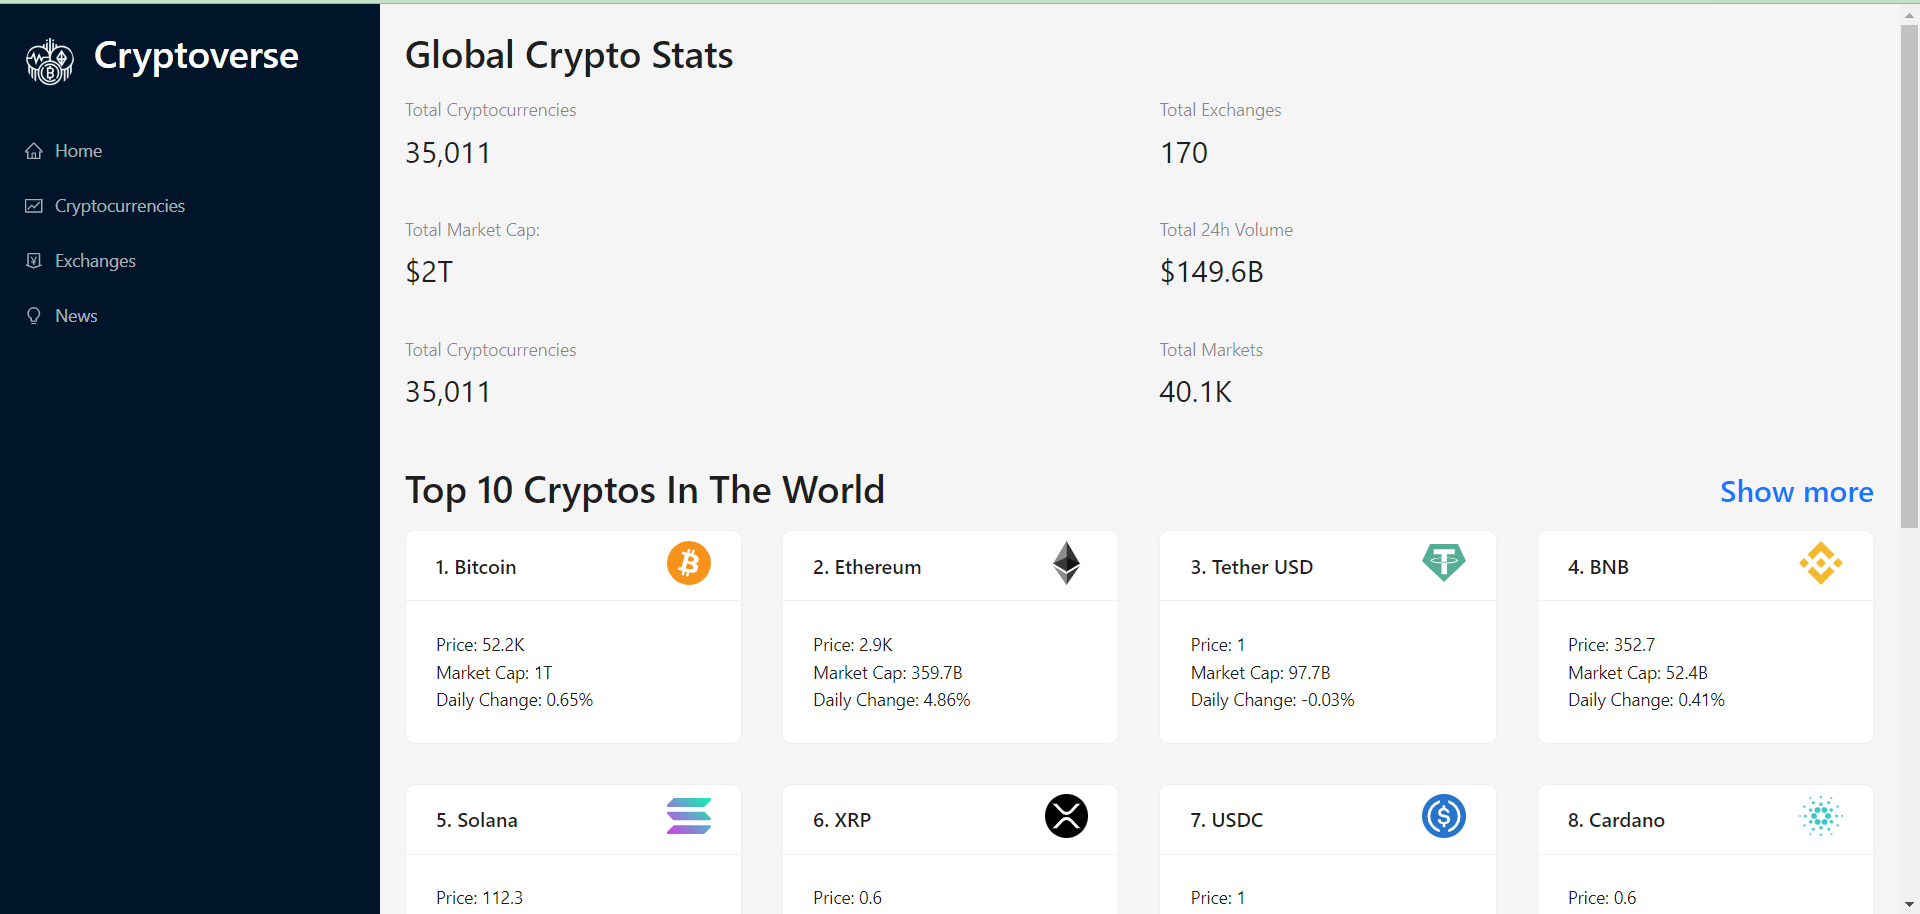 Cryptoverse
Home
Cryptocurrencies
Exchanges
News
Global Crypto Stats
Total Cryptocurrencies
35,011
Total Exchanges
170
Total Market Cap:
$2T
Total 24h Volume
$149.6B
Total Cryptocurrencies
35,011
Total Markets
40.1K
Top 10 Cryptos In The World
Show more
1. Bitcoin
Price: 52.2K
Market Cap: 1T
Daily Change: 0.65%
2. Ethereum
Price: 2.9K
Market Cap: 359.7B
Daily Change: 4.86%
3. Tether USD
Price: 1
Market Cap: 97.7B
Daily Change: -0.03%
4. BNB
Price: 352.7
Market Cap: 52.4B
Daily Change: 0.41%
5. Solana
Price: 112.3
6. XRP
Price: 0.6
7. USDC
Price: 1
8. Cardano
Price: 0.6